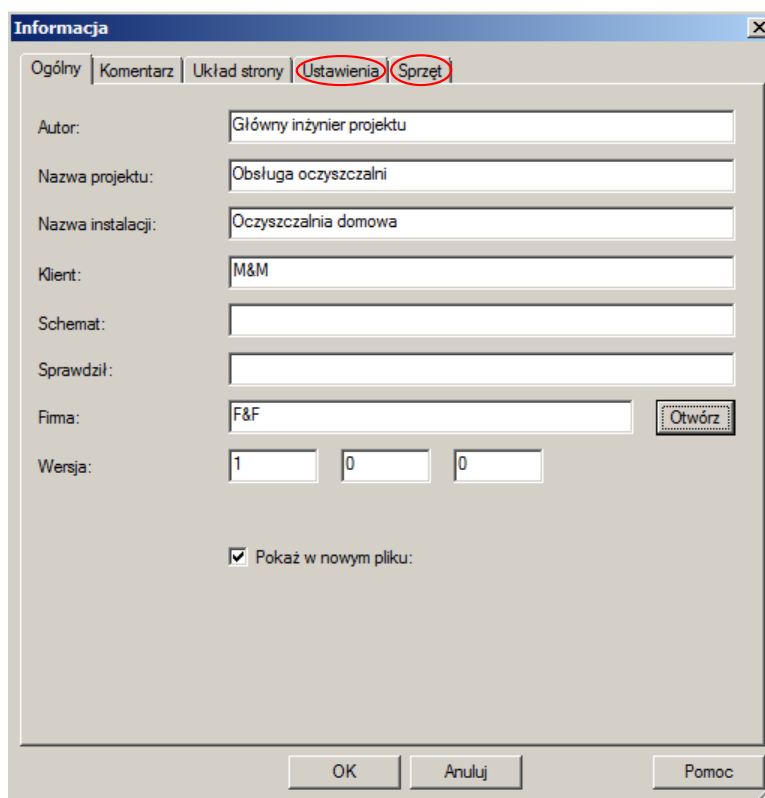 Informacja
Ogólny Komentarz Układ strony Ustawienia Sprzęt
Autor: Główny inżynier projektu
Nazwa projektu: Obsługa oczyszczalni
Nazwa instalacji: Oczyszczalnia domowa
Klient: M&M
Schemat:
Sprawdził:
Firma: F&F Otwórz
Wersja: 1 0 0
Pokaż w nowym pliku:
OK Anuluj Pomoc